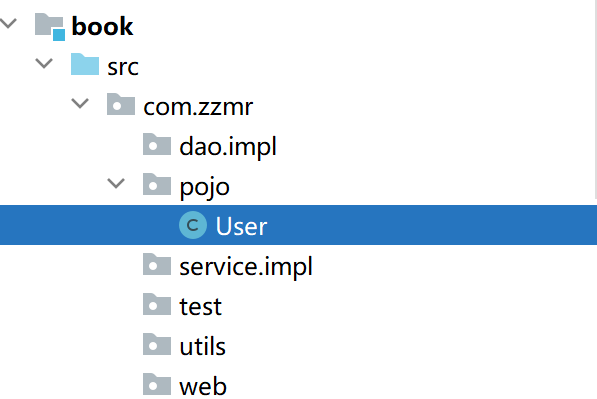 book
src
com.zzmr
dao.impl
pojo
C User
service.impl
test
utils
web